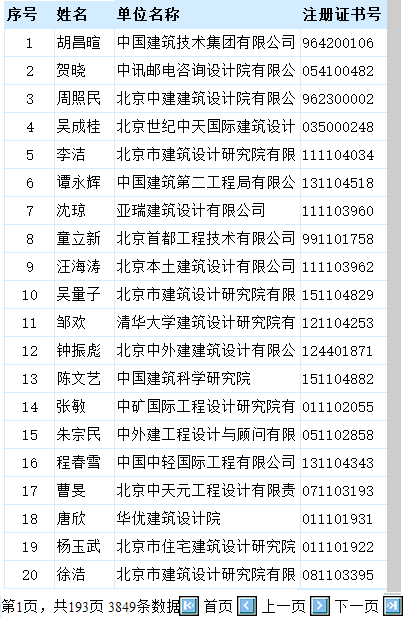 序号 姓名 单位名称 注册证书号
1 胡昌暄 中国建筑技术集团有限公司 964200106
2 贺晓 中讯邮电咨询设计院有限公 054100482
3 周照民 北京中建建筑设计院有限公 962300002
4 吴成桂 北京世纪中天国际建筑设计 035000248
5 李洁 北京市建筑设计研究院有限 111104034
6 谭永辉 中国建筑第二工程局有限公 131104518
7 沈琼 亚瑞建筑设计有限公司 111103960
8 童立新 北京首都工程技术有限公司 991101758
9 汪海涛 北京本土建筑设计有限公司 111103962
10 吴量子 北京市建筑设计研究院有限 151104829
11 邹欢 清华大学建筑设计研究院有 121104253
12 钟振彪 北京中外建建筑设计有限公 124401871
13 陈文艺 中国建筑科学研究院 151104882
14 张敏 中矿国际工程设计研究院有 011102055
15 朱宗民 中外建工程设计与顾问有限 051102858
16 程春雪 中国中轻国际工程有限公司 131104343
17 曹旻 北京中天元工程设计有限责 071103193
18 唐欣 华优建筑设计院 011101931
19 杨玉武 北京市住宅建筑设计研究院 011101922
20 徐浩 北京市建筑设计研究院有限 081103395
第1页，共193页 3849条数据 首页 上一页 下一页